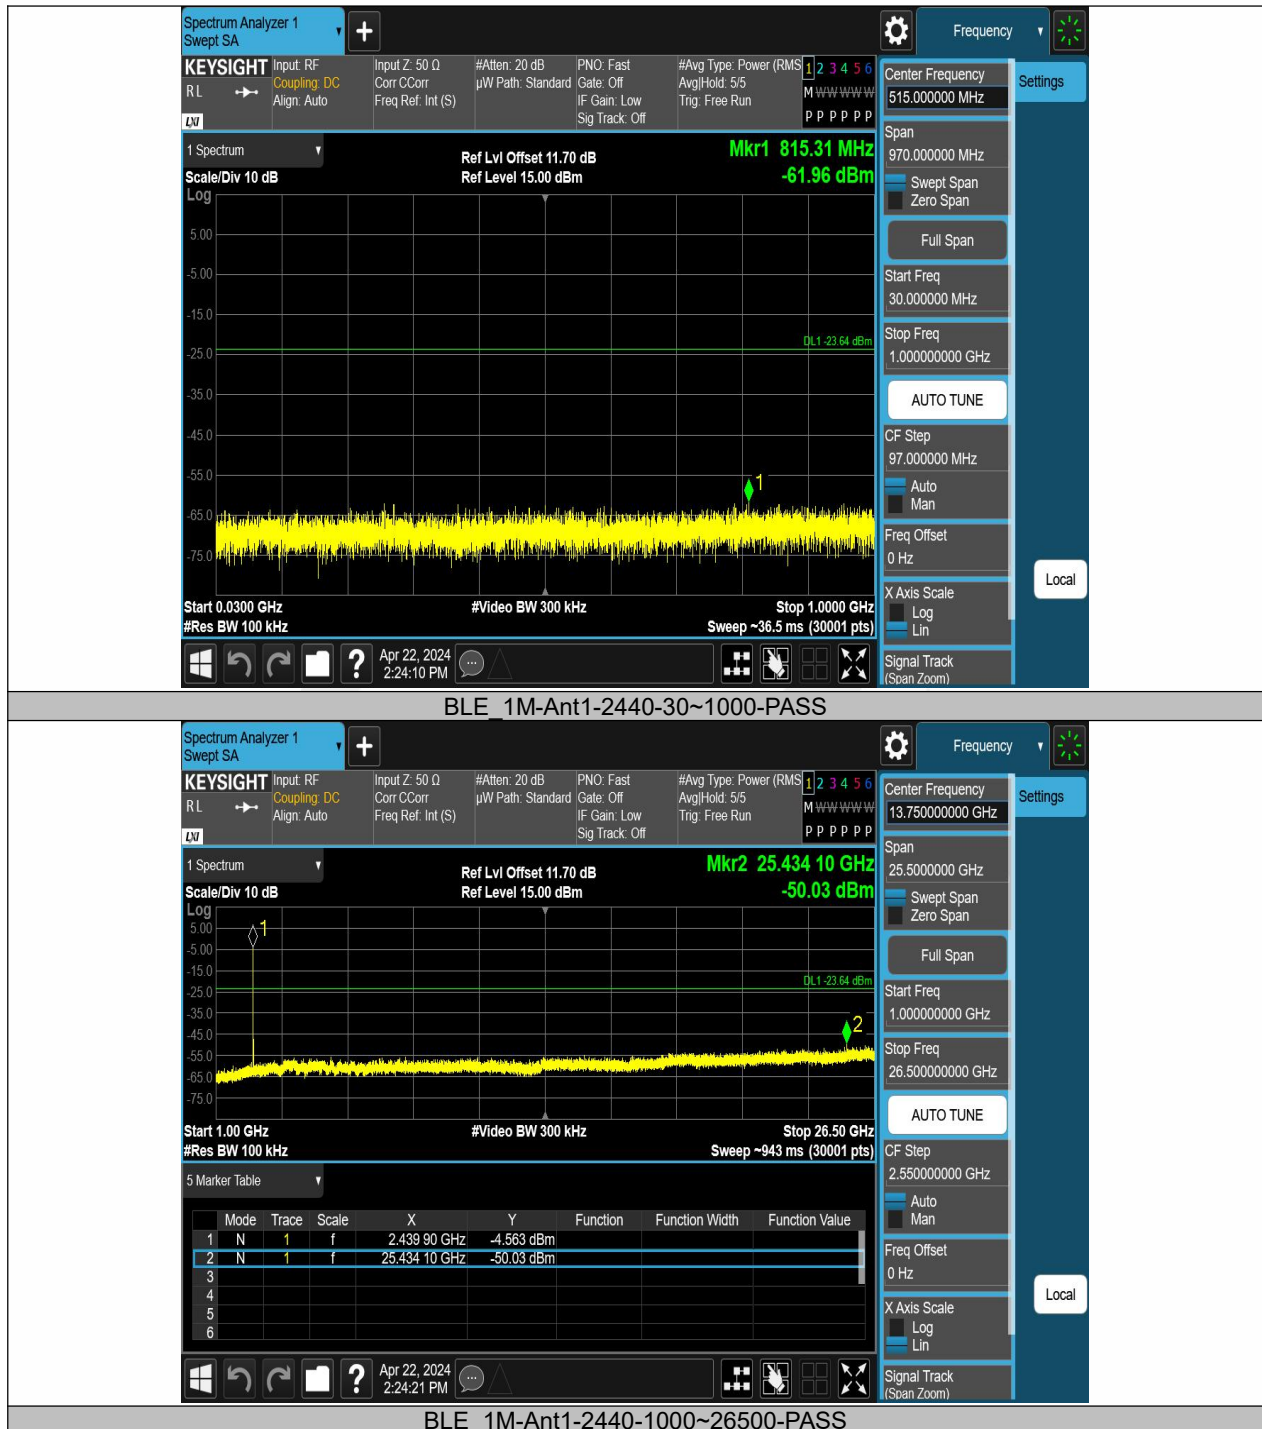 Spectrum Analyzer 1
Swept SA
Frequency
KEYSIGHT
RL
LXI
Input: RF
Coupling: DC
Align: Auto
Input Z: 50 Ω
Corr CCorr
Freq Ref: Int (S)
#Atten: 20 dB
µW Path: Standard
PNO: Fast
Gate: Off
IF Gain: Low
Sig Track: Off
#Avg Type: Power (RMS
Avg|Hold: 5/5
Trig: Free Run
1 2 3 4 5 6
M W W W W W
P P P P P P
1 Spectrum
Scale/Div 10 dB
Log
Ref Lvl Offset 11.70 dB
Ref Level 15.00 dBm
Mkr1 815.31 MHz
-61.96 dBm
5.00
-5.00
-15.0
DL1 -23.64 dBm
-25.0
-35.0
-45.0
-55.0
1
-65.0
-75.0
Start 0.0300 GHz
#Video BW 300 kHz
Stop 1.0000 GHz
#Res BW 100 kHz
Sweep ~36.5 ms (30001 pts)
Apr 22, 2024
2:24:10 PM
Center Frequency
515.000000 MHz
Settings
Span
970.000000 MHz
Swept Span
Zero Span
Full Span
Start Freq
30.000000 MHz
Stop Freq
1.000000000 GHz
AUTO TUNE
CF Step
97.000000 MHz
Auto
Man
Freq Offset
0 Hz
X Axis Scale
Log
Lin
Local
Signal Track
(Span Zoom)
BLE_1M-Ant1-2440-30~1000-PASS
Spectrum Analyzer 1
Swept SA
Frequency
KEYSIGHT
RL
LXI
Input: RF
Coupling: DC
Align: Auto
Input Z: 50 Ω
Corr CCorr
Freq Ref: Int (S)
#Atten: 20 dB
µW Path: Standard
PNO: Fast
Gate: Off
IF Gain: Low
Sig Track: Off
#Avg Type: Power (RMS
Avg|Hold: 5/5
Trig: Free Run
1 2 3 4 5 6
M W W W W W
P P P P P P
1 Spectrum
Scale/Div 10 dB
Log
Ref Lvl Offset 11.70 dB
Ref Level 15.00 dBm
Mkr2 25.434 10 GHz
-50.03 dBm
5.00
1
-5.00
-15.0
DL1 -23.64 dBm
-25.0
-35.0
2
-45.0
-55.0
-65.0
-75.0
Start 1.00 GHz
#Video BW 300 kHz
Stop 26.50 GHz
#Res BW 100 kHz
Sweep ~943 ms (30001 pts)
5 Marker Table
Mode Trace Scale X Y Function Function Width Function Value
1 N 1 f 2.439 90 GHz -4.563 dBm
2 N 1 f 25.434 10 GHz -50.03 dBm
3
4
5
6
Apr 22, 2024
2:24:21 PM
Center Frequency
13.750000000 GHz
Settings
Span
25.5000000 GHz
Swept Span
Zero Span
Full Span
Start Freq
1.000000000 GHz
Stop Freq
26.500000000 GHz
AUTO TUNE
CF Step
2.550000000 GHz
Auto
Man
Freq Offset
0 Hz
X Axis Scale
Log
Lin
Local
Signal Track
(Span Zoom)
BLE_1M-Ant1-2440-1000~26500-PASS